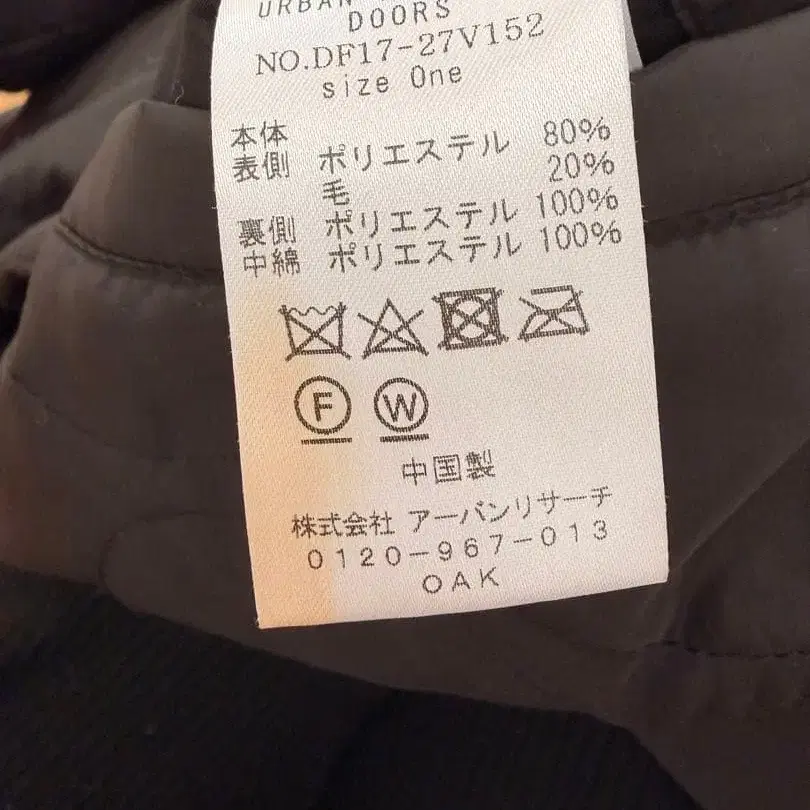 URBAN
DOORS
NO.DF17-27V152
size One
本体
表側 ポリエステル 80%
毛 20%
裏側 ポリエステル 100%
中綿 ポリエステル 100%
F W
中国製
株式会社 アーバンリサーチ
0120-967-013
OAK